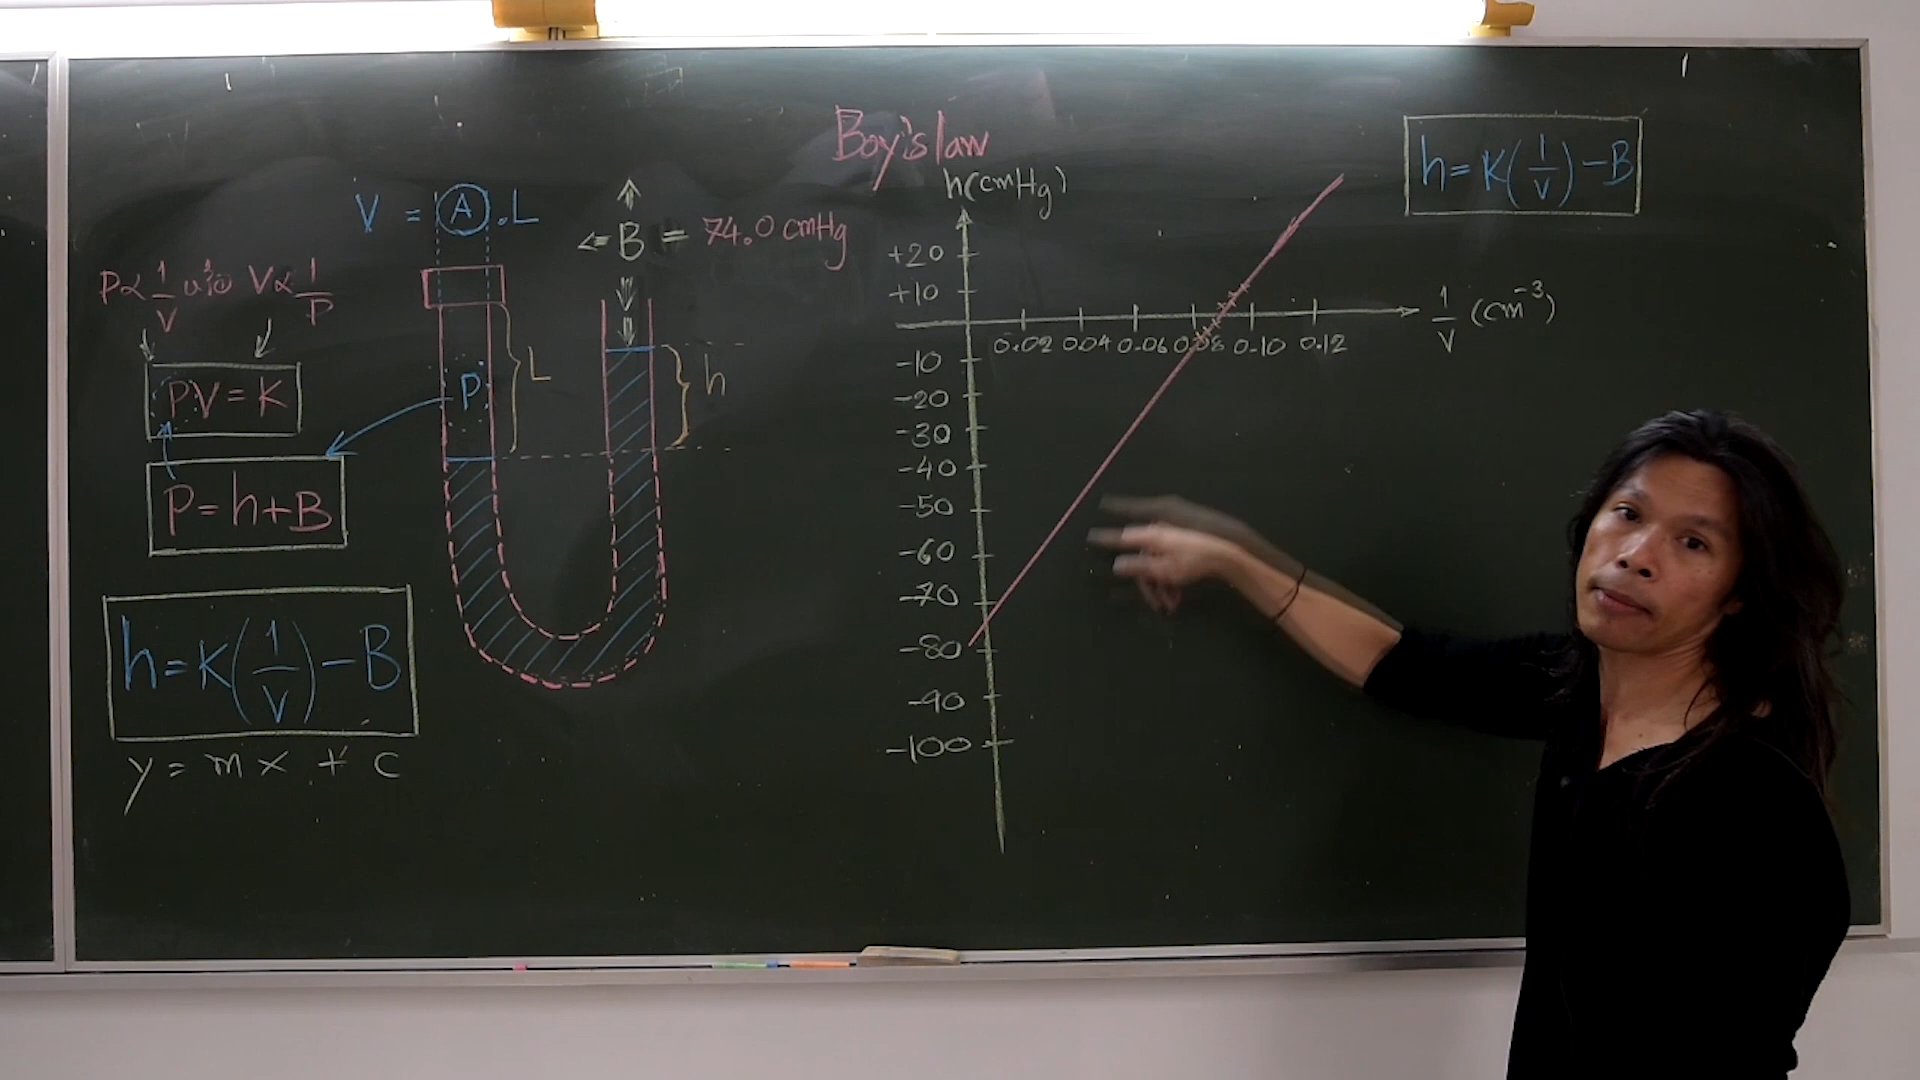 Boy'slaw
V = A . L
B = 74.0 cmHg
P∝1/V หรือ V∝1/P
PV = K
P = h+B
h = K(1/V) - B
y = m x + c
P
L
h
h(cmHg)
+20
+10
-10
-20
-30
-40
-50
-60
-70
-80
-90
-100
0.02 0.04 0.06 0.08 0.10 0.12
1/V (cm⁻³)
h = K(1/V) - B